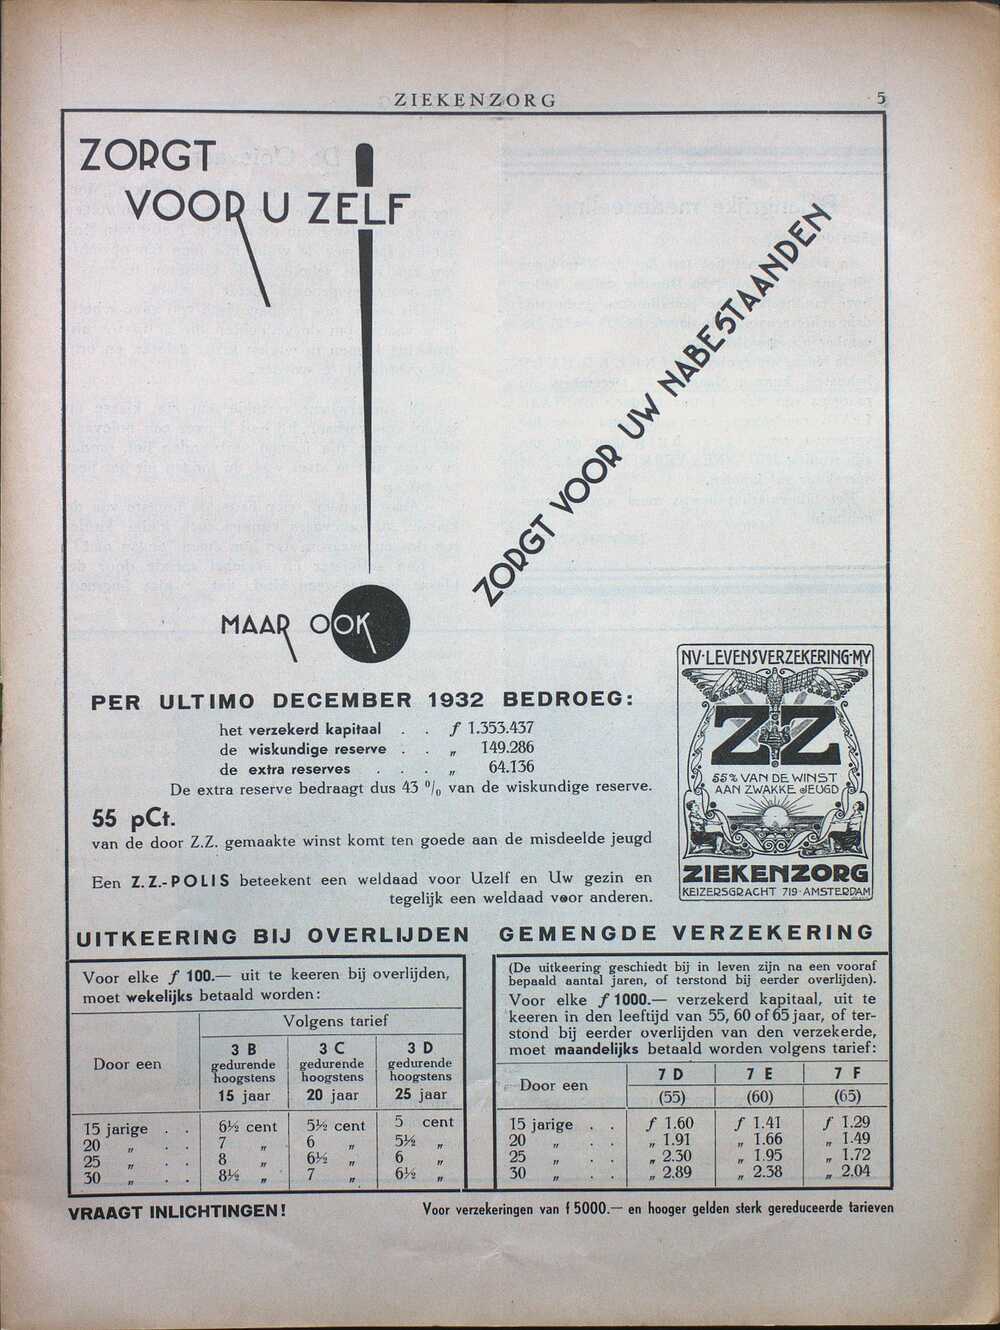 ZIEKENZORG 5
ZORGT
VOOR U ZELF
ZORGT VOOR UW NABESTAANDEN
MAAR OOK
PER ULTIMO DECEMBER 1932 BEDROEG:
het verzekerd kapitaal . . f 1.353.437
de wiskundige reserve . . „ 149.286
de extra reserves . . . „ 64.136
De extra reserve bedraagt dus 43 % van de wiskundige reserve.
55 pCt.
van de door Z.Z. gemaakte winst komt ten goede aan de misdeelde jeugd
Een Z.Z.-POLIS beteekent een weldaad voor Uzelf en Uw gezin en
tegelijk een weldaad voor anderen.
NV·LEVENSVERZEKERING·MY
ZZ
55% VAN DE WINST
AAN ZWAKKE JEUGD
ZIEKENZORG
KEIZERSGRACHT 719·AMSTERDAM
UITKEERING BIJ OVERLIJDEN
Voor elke f 100.— uit te keeren bij overlijden,
moet wekelijks betaald worden:
Volgens tarief
Door een
3 B 3 C 3 D
gedurende gedurende gedurende
hoogstens hoogstens hoogstens
15 jaar 20 jaar 25 jaar
15 jarige . . 6½ cent 5½ cent 5 cent
20 „ . . 7 „ 6 „ 5½ „
25 „ . . 8 „ 6½ „ 6 „
30 „ . . 8½ „ 7 „ 6½ „
GEMENGDE VERZEKERING
(De uitkeering geschiedt bij in leven zijn na een vooraf
bepaald aantal jaren, of terstond bij eerder overlijden).
Voor elke f 1000.— verzekerd kapitaal, uit te
keeren in den leeftijd van 55, 60 of 65 jaar, of ter-
stond bij eerder overlijden van den verzekerde,
moet maandelijks betaald worden volgens tarief:
Door een
7 D 7 E 7 F
(55) (60) (65)
15 jarige . . f 1.60 f 1.41 f 1.29
20 „ . . „ 1.91 „ 1.66 „ 1.49
25 „ . . „ 2.30 „ 1.95 „ 1.72
30 „ . . „ 2.89 „ 2.38 „ 2.04
VRAAGT INLICHTINGEN!
Voor verzekeringen van f 5000.— en hooger gelden sterk gereduceerde tarieven